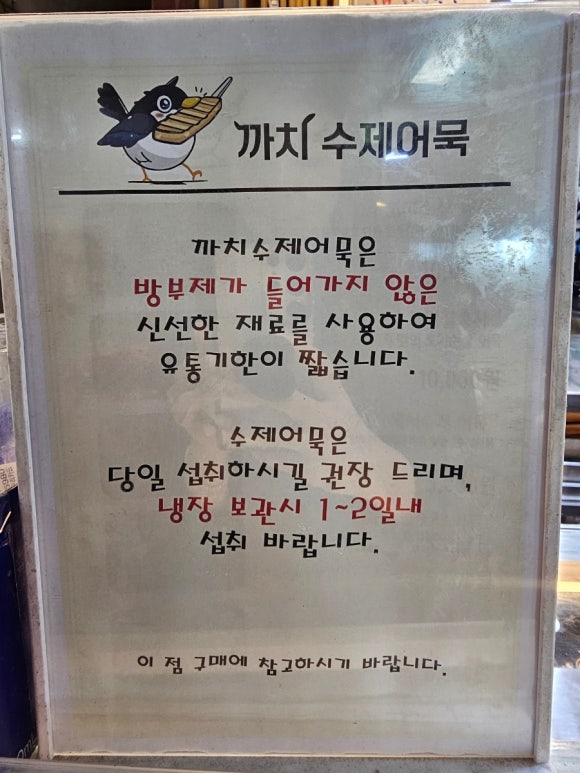 까치 수제어묵
까치수제어묵은
방부제가 들어가지 않은
신선한 재료를 사용하여
유통기한이 짧습니다.
수제어묵은
당일 섭취하시길 권장 드리며,
냉장 보관시 1~2일내
섭취 바랍니다.
이 점 구매에 참고하시기 바랍니다.